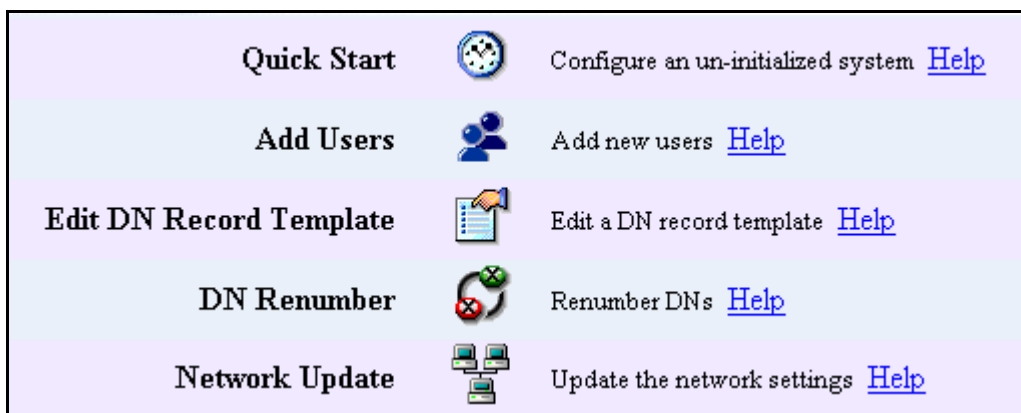 Quick Start Configure an un-initialized system Help
Add Users Add new users Help
Edit DN Record Template Edit a DN record template Help
DN Renumber Renumber DNs Help
Network Update Update the network settings Help